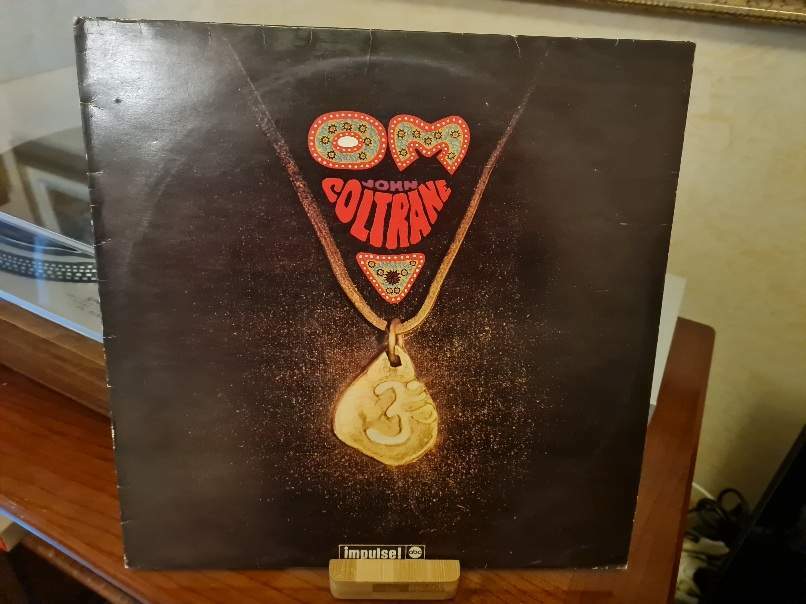 OM
JOHN
COLTRANE
ॐ
impulse! abc